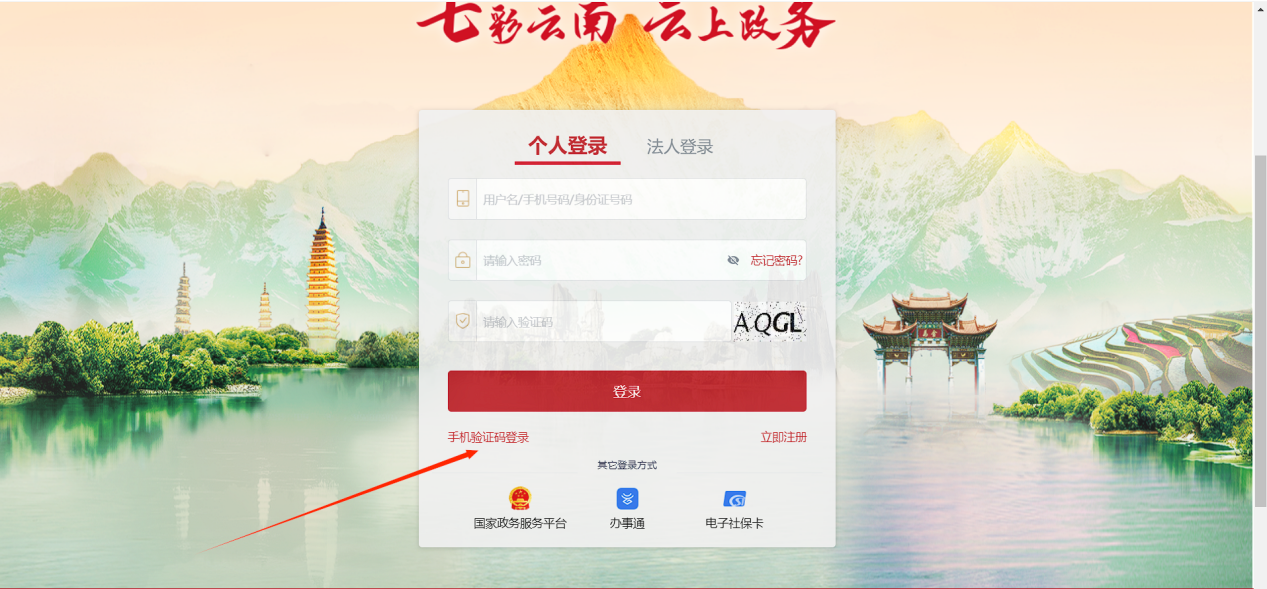 七彩云南 云上政务
个人登录 法人登录
用户名/手机号码/身份证号码
请输入密码 忘记密码?
请输入验证码 AQGL
登录
手机验证码登录 立即注册
其它登录方式
国家政务服务平台 办事通 电子社保卡